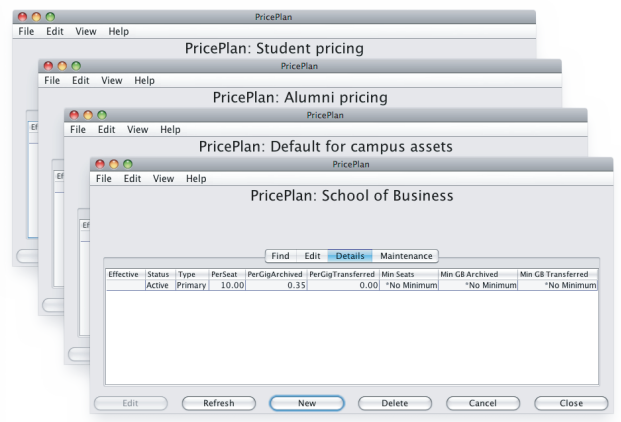 PricePlan
File Edit View Help
PricePlan: Student pricing
PricePlan
File Edit View Help
PricePlan: Alumni pricing
Ef
PricePlan
File Edit View Help
PricePlan: Default for campus assets
Ef
PricePlan
File Edit View Help
PricePlan: School of Business
Ef
Find Edit Details Maintenance
Effective Status Type PerSeat PerGigArchived PerGigTransferred Min Seats Min GB Archived Min GB Transferred
Active Primary 10.00 0.35 0.00 *No Minimum *No Minimum *No Minimum
Edit Refresh New Delete Cancel Close